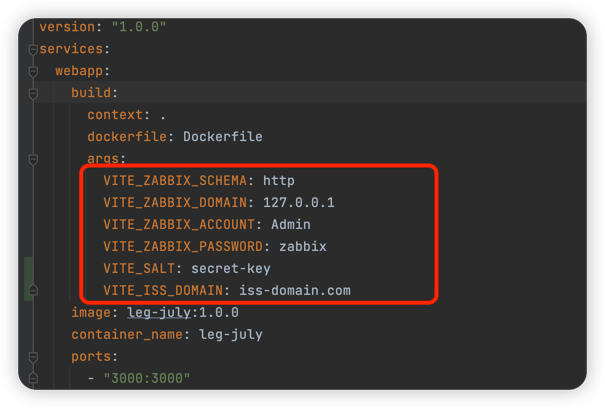 version: "1.0.0"
services:
  webapp:
    build:
      context: .
      dockerfile: Dockerfile
      args:
        VITE_ZABBIX_SCHEMA: http
        VITE_ZABBIX_DOMAIN: 127.0.0.1
        VITE_ZABBIX_ACCOUNT: Admin
        VITE_ZABBIX_PASSWORD: zabbix
        VITE_SALT: secret-key
        VITE_ISS_DOMAIN: iss-domain.com
    image: leg-july:1.0.0
    container_name: leg-july
    ports:
      - "3000:3000"